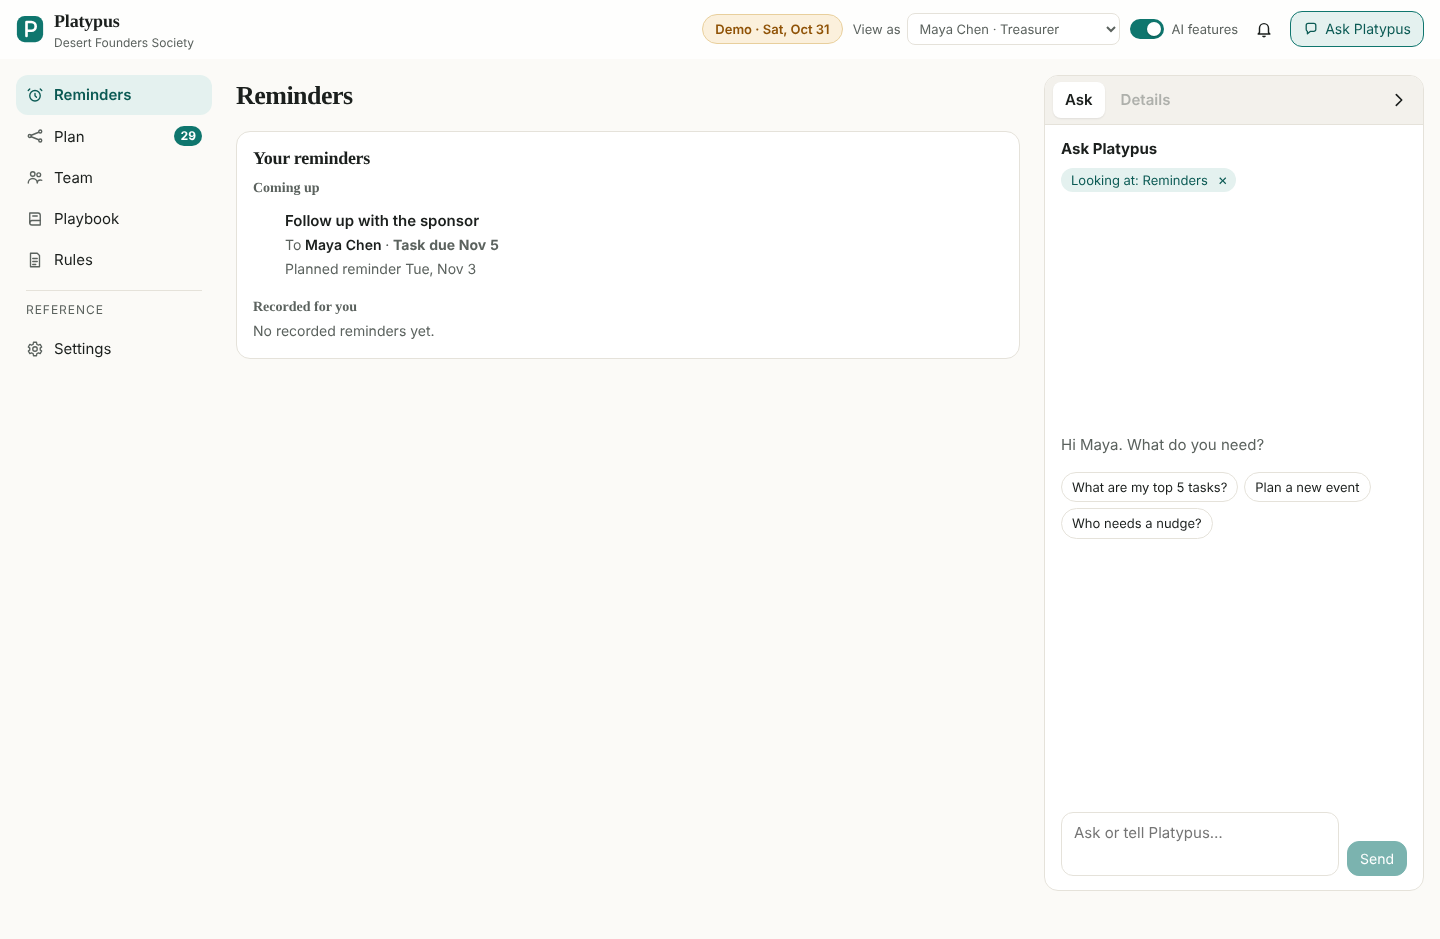 Platypus
Desert Founders Society
Demo · Sat, Oct 31
View as
Maya Chen · Treasurer
AI features
Ask Platypus
Reminders
Plan
29
Team
Playbook
Rules
REFERENCE
Settings
Reminders
Your reminders
Coming up
Follow up with the sponsor
To Maya Chen · Task due Nov 5
Planned reminder Tue, Nov 3
Recorded for you
No recorded reminders yet.
Ask
Details
Ask Platypus
Looking at: Reminders ×
Hi Maya. What do you need?
What are my top 5 tasks?
Plan a new event
Who needs a nudge?
Ask or tell Platypus...
Send